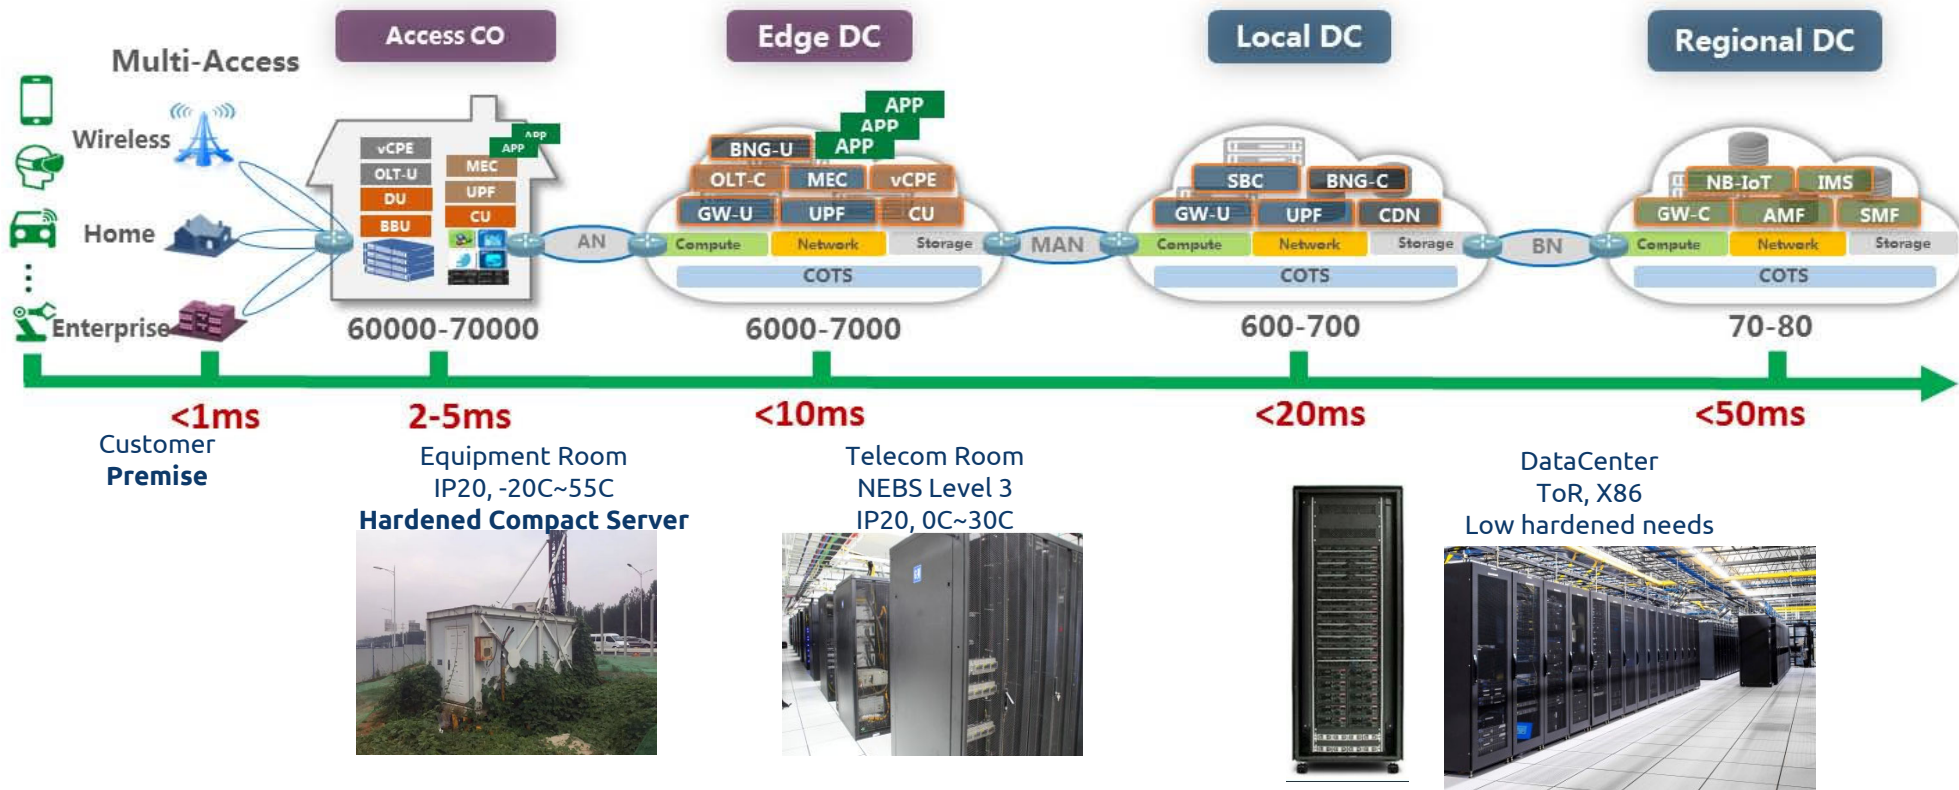 Access CO
Edge DC
Local DC
Regional DC
Multi-Access
Wireless
Home
Enterprise
vCPE
OLT-U
DU
BBU
APP
APP
MEC
UPF
CU
AN
APP
APP
APP
BNG-U
OLT-C MEC vCPE
GW-U UPF CU
Compute Network Storage
COTS
MAN
SBC BNG-C
GW-U UPF CDN
Compute Network Storage
COTS
BN
NB-IoT IMS
GW-C AMF SMF
Compute Network Storage
COTS
60000-70000
6000-7000
600-700
70-80
<1ms
2-5ms
<10ms
<20ms
<50ms
Customer
Premise
Equipment Room
IP20, -20C~55C
Hardened Compact Server
Telecom Room
NEBS Level 3
IP20, 0C~30C
DataCenter
ToR, X86
Low hardened needs